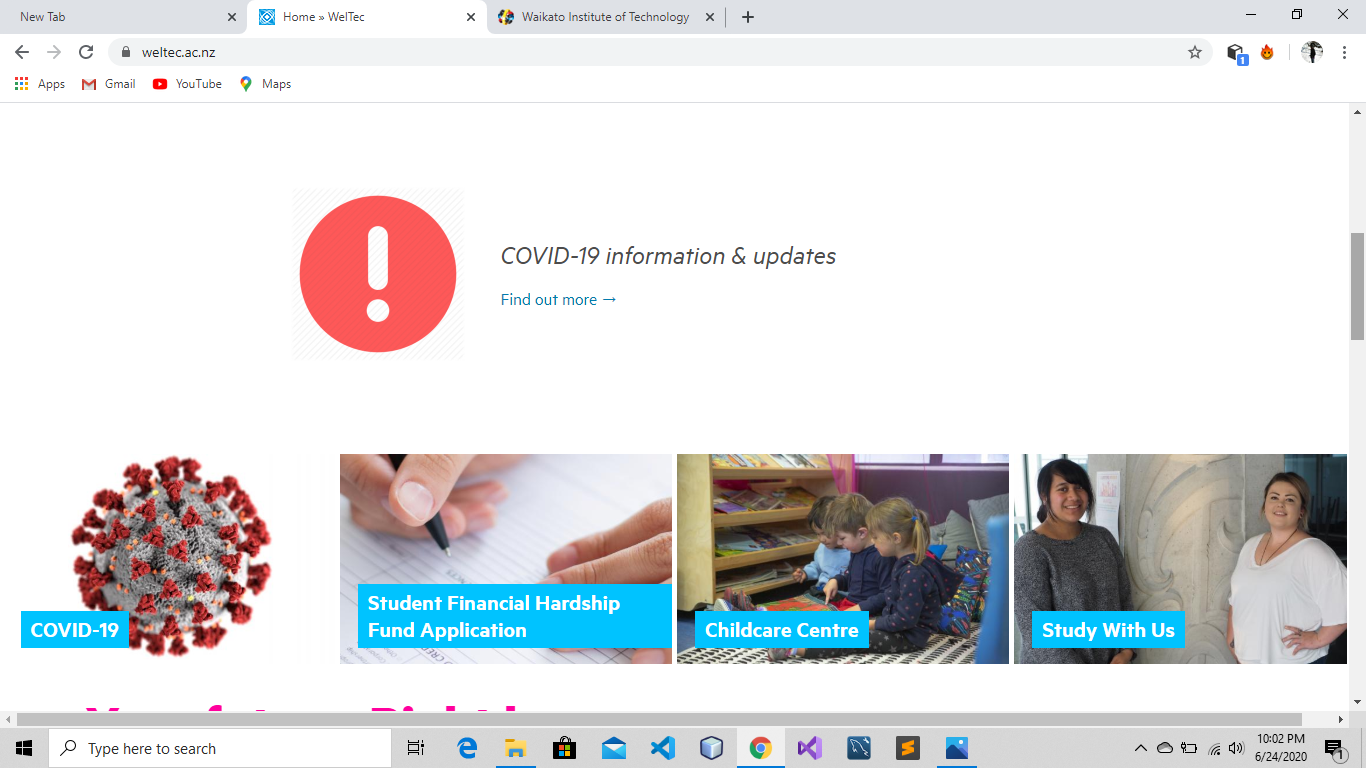 New Tab
Home » WelTec
Waikato Institute of Technology
weltec.ac.nz
1
Apps
Gmail
YouTube
Maps
COVID-19 information & updates
Find out more →
COVID-19
Student Financial Hardship
Fund Application
Childcare Centre
Study With Us
Type here to search
10:02 PM
6/24/2020
1